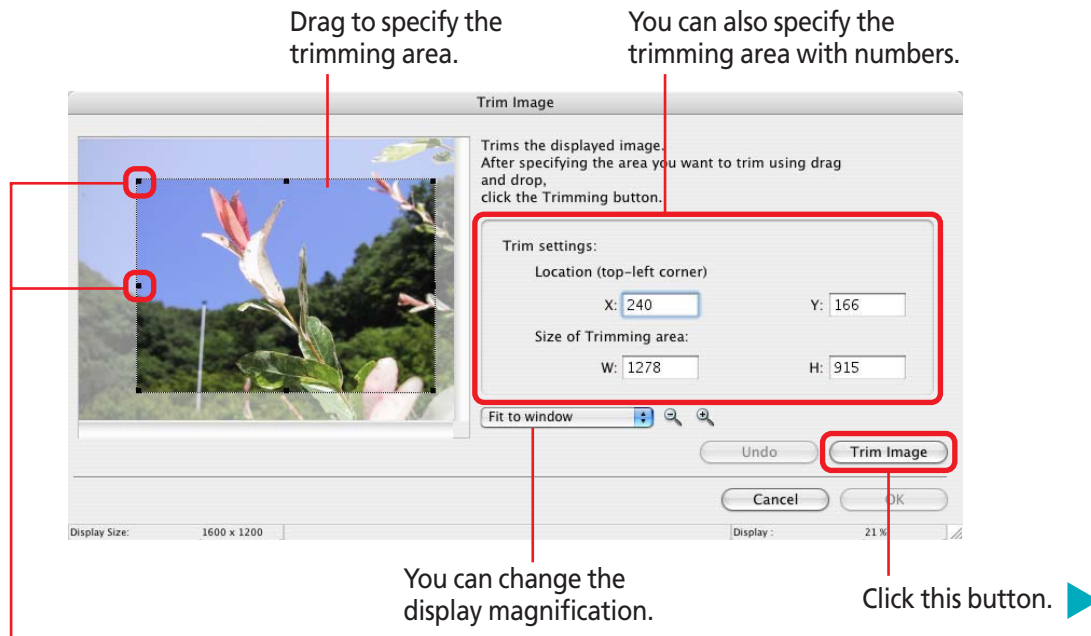 Drag to specify the
trimming area.
You can also specify the
trimming area with numbers.
Trim Image
Trims the displayed image.
After specifying the area you want to trim using drag
and drop,
click the Trimming button.
Trim settings:
Location (top-left corner)
X: 240 Y: 166
Size of Trimming area:
W: 1278 H: 915
Fit to window
Undo Trim Image
Cancel OK
Display Size: 1600 x 1200 Display : 21 %
You can change the
display magnification.
Click this button.